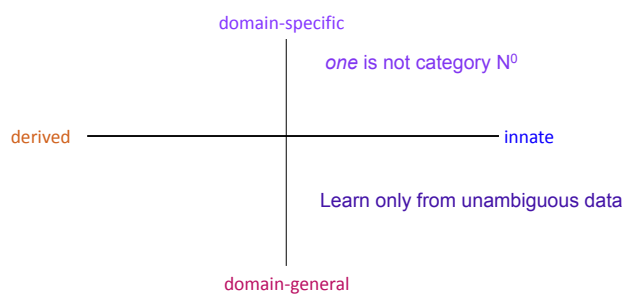 domain-specific
one is not category N⁰
derived
innate
Learn only from unambiguous data
domain-general